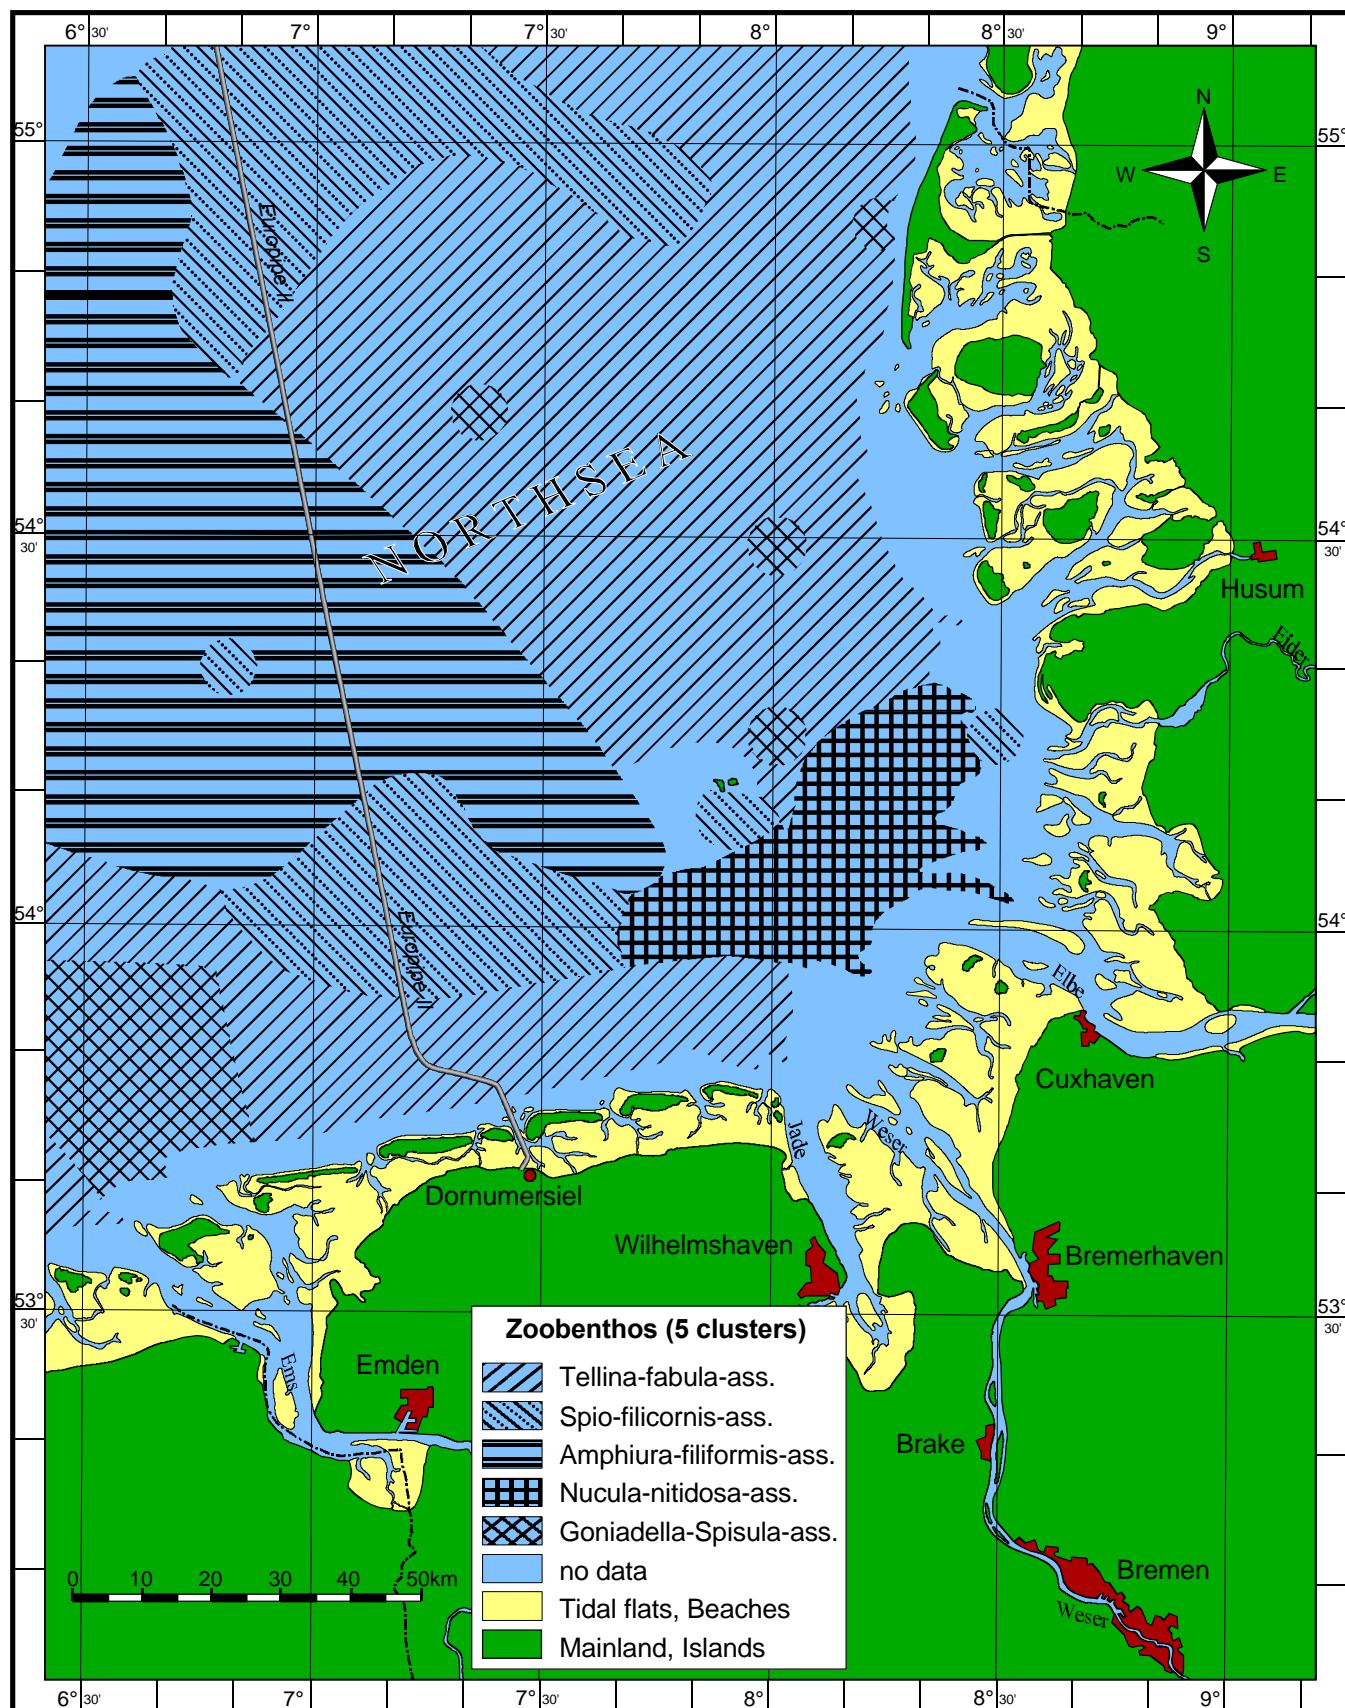 6° 30' 7° 7° 30' 8° 8° 30' 9°
55° 55°
N
W E
S
Europipe II
NORTHSEA
54° 30' 54° 30'
Husum
Eider
54° 54°
Europipe II
Elbe
Cuxhaven
Jade
Weser
Dornumersiel
Wilhelmshaven
Bremerhaven
53° 30' 53° 30'
Ems
Emden
Zoobenthos (5 clusters)
Tellina-fabula-ass.
Spio-filicornis-ass.
Amphiura-filiformis-ass.
Nucula-nitidosa-ass.
Goniadella-Spisula-ass.
no data
Tidal flats, Beaches
Mainland, Islands
Brake
Bremen
Weser
0 10 20 30 40 50km
6° 30' 7° 7° 30' 8° 8° 30' 9°